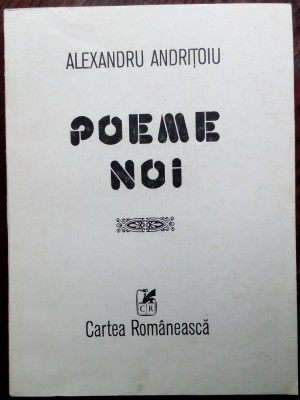 ALEXANDRU ANDRIȚOIU
POEME
NOI
CR
Cartea Românească